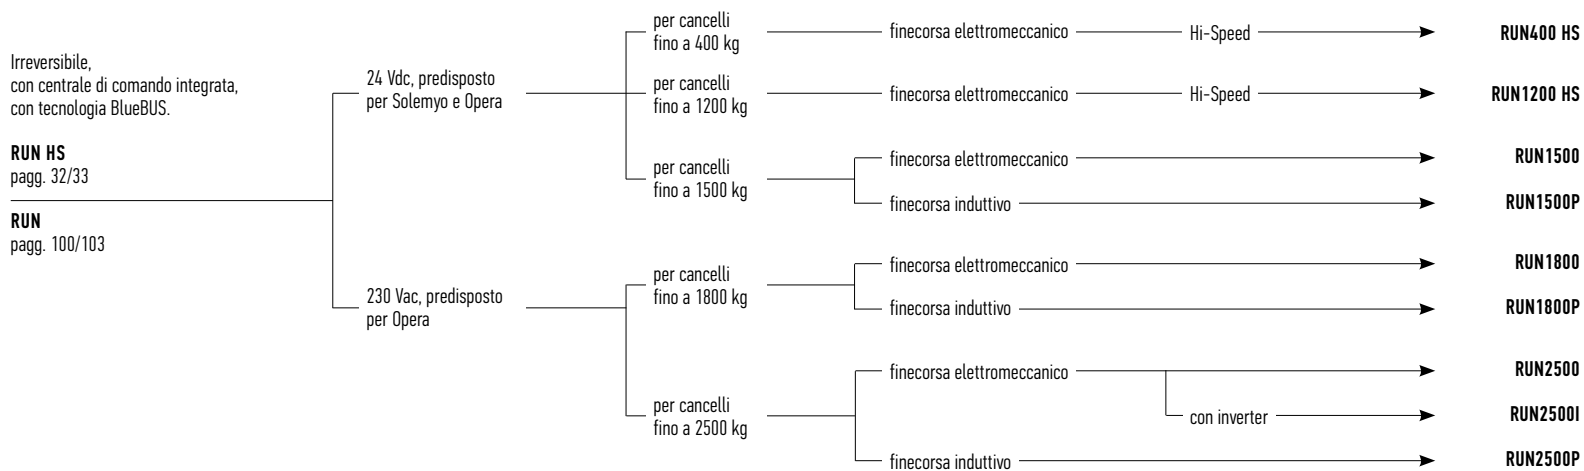 Irreversibile,
con centrale di comando integrata,
con tecnologia BlueBUS.
RUN HS
pagg. 32/33
RUN
pagg. 100/103
24 Vdc, predisposto
per Solemyo e Opera
per cancelli
fino a 400 kg
finecorsa elettromeccanico
Hi-Speed
RUN400 HS
per cancelli
fino a 1200 kg
finecorsa elettromeccanico
Hi-Speed
RUN1200 HS
per cancelli
fino a 1500 kg
finecorsa elettromeccanico
RUN1500
finecorsa induttivo
RUN1500P
230 Vac, predisposto
per Opera
per cancelli
fino a 1800 kg
finecorsa elettromeccanico
RUN1800
finecorsa induttivo
RUN1800P
per cancelli
fino a 2500 kg
finecorsa elettromeccanico
RUN2500
con inverter
RUN2500I
finecorsa induttivo
RUN2500P